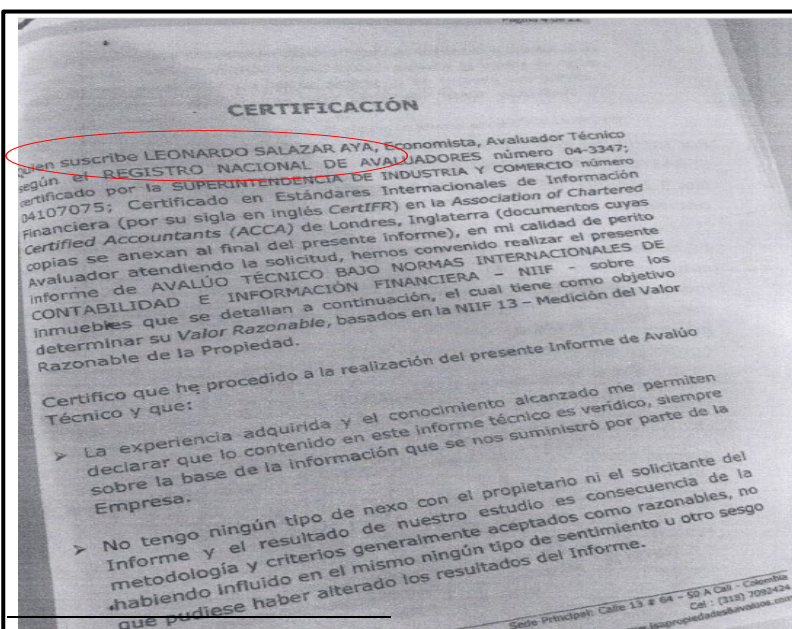 CERTIFICACIÓN
Quien suscribe LEONARDO SALAZAR AYA, Economista, Avaluador Técnico
según el REGISTRO NACIONAL DE AVALUADORES número 04-3347;
certificado por la SUPERINTENDENCIA DE INDUSTRIA Y COMERCIO número
04107075; Certificado en Estándares Internacionales de Información
Financiera (por su sigla en inglés CertIFR) en la Association of Chartered
Certified Accountants (ACCA) de Londres, Inglaterra (documentos cuyas
copias se anexan al final del presente informe), en mi calidad de perito
Avaluador atendiendo la solicitud, hemos convenido realizar el presente
informe de AVALÚO TÉCNICO BAJO NORMAS INTERNACIONALES DE
CONTABILIDAD E INFORMACIÓN FINANCIERA – NIIF - sobre los
inmuebles que se detallan a continuación, el cual tiene como objetivo
determinar su Valor Razonable, basados en la NIIF 13 – Medición del Valor
Razonable de la Propiedad.
Certifico que he procedido a la realización del presente Informe de Avalúo
Técnico y que:
➢ La experiencia adquirida y el conocimiento alcanzado me permiten
declarar que lo contenido en este informe técnico es verídico, siempre
sobre la base de la información que se nos suministró por parte de la
Empresa.
➢ No tengo ningún tipo de nexo con el propietario ni el solicitante del
Informe y el resultado de nuestro estudio es consecuencia de la
metodología y criterios generalmente aceptados como razonables, no
habiendo influido en el mismo ningún tipo de sentimiento u otro sesgo
que pudiese haber alterado los resultados del Informe.
Sede Principal: Calle 13 # 64 – 50 A Cali - Colombia
Cel : (318) 7092424